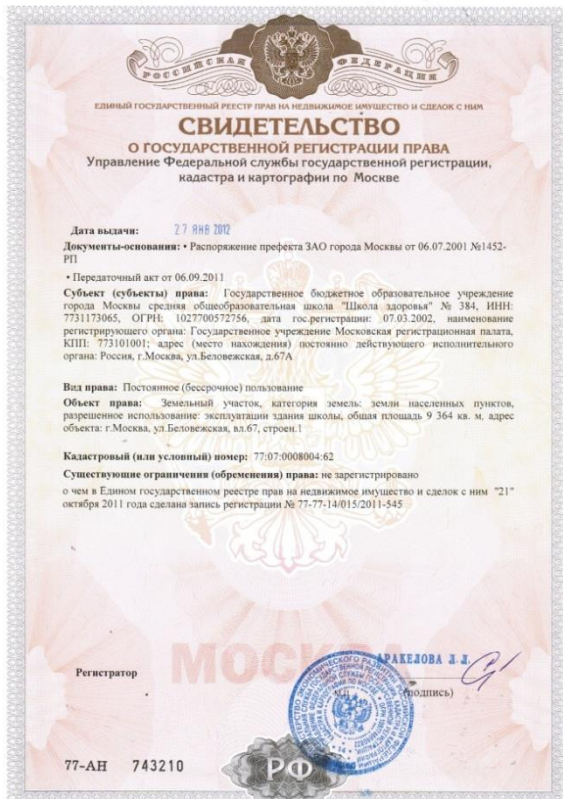 РОССИЙСКАЯ ФЕДЕРАЦИЯ
ЕДИНЫЙ ГОСУДАРСТВЕННЫЙ РЕЕСТР ПРАВ НА НЕДВИЖИМОЕ ИМУЩЕСТВО И СДЕЛОК С НИМ
СВИДЕТЕЛЬСТВО
О ГОСУДАРСТВЕННОЙ РЕГИСТРАЦИИ ПРАВА
Управление Федеральной службы государственной регистрации,
кадастра и картографии по Москве
Дата выдачи: 27 ЯНВ 2012
Документы-основания: • Распоряжение префекта ЗАО города Москвы от 06.07.2001 №1452-
РП
• Передаточный акт от 06.09.2011
Субъект (субъекты) права: Государственное бюджетное образовательное учреждение
города Москвы средняя общеобразовательная школа "Школа здоровья" № 384, ИНН:
7731173065, ОГРН: 1027700572756, дата гос.регистрации: 07.03.2002, наименование
регистрирующего органа: Государственное учреждение Московская регистрационная палата,
КПП: 773101001; адрес (место нахождения) постоянно действующего исполнительного
органа: Россия, г.Москва, ул.Беловежская, д.67А
Вид права: Постоянное (бессрочное) пользование
Объект права: Земельный участок, категория земель: земли населенных пунктов,
разрешенное использование: эксплуатации здания школы, общая площадь 9 364 кв. м, адрес
объекта: г.Москва, ул.Беловежская, вл.67, строен.1
Кадастровый (или условный) номер: 77:07:0008004:62
Существующие ограничения (обременения) права: не зарегистрировано
о чем в Едином государственном реестре прав на недвижимое имущество и сделок с ним "21"
октября 2011 года сделана запись регистрации № 77-77-14/015/2011-545
МОСКВА
АРАКЕЛОВА Л.Л.
Регистратор
м.п. (подпись)
77-АН 743210
РФ